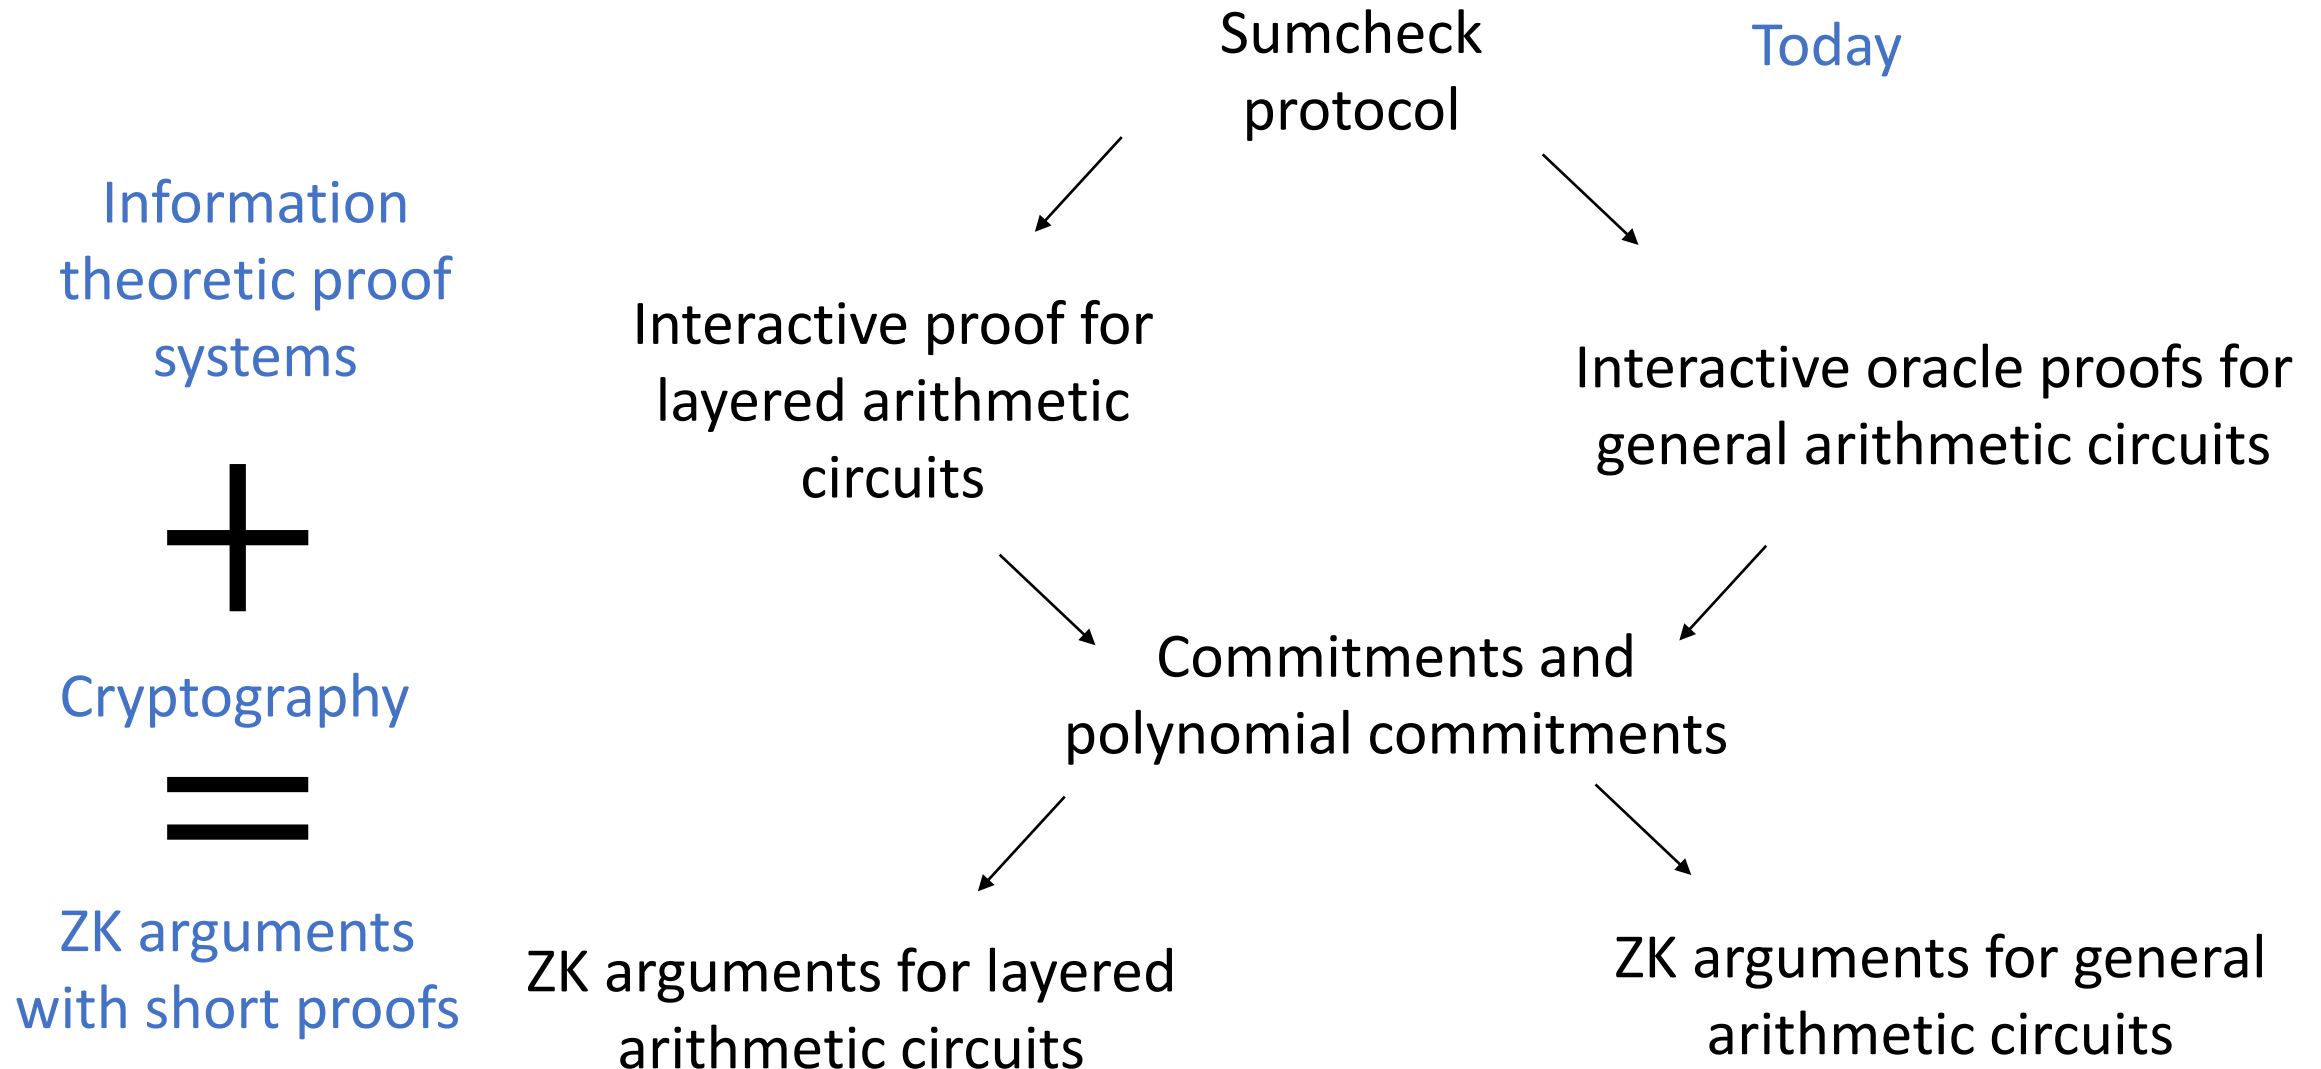 Sumcheck
protocol
Today
Information
theoretic proof
systems
+
Cryptography
=
ZK arguments
with short proofs
Interactive proof for
layered arithmetic
circuits
Interactive oracle proofs for
general arithmetic circuits
Commitments and
polynomial commitments
ZK arguments for layered
arithmetic circuits
ZK arguments for general
arithmetic circuits